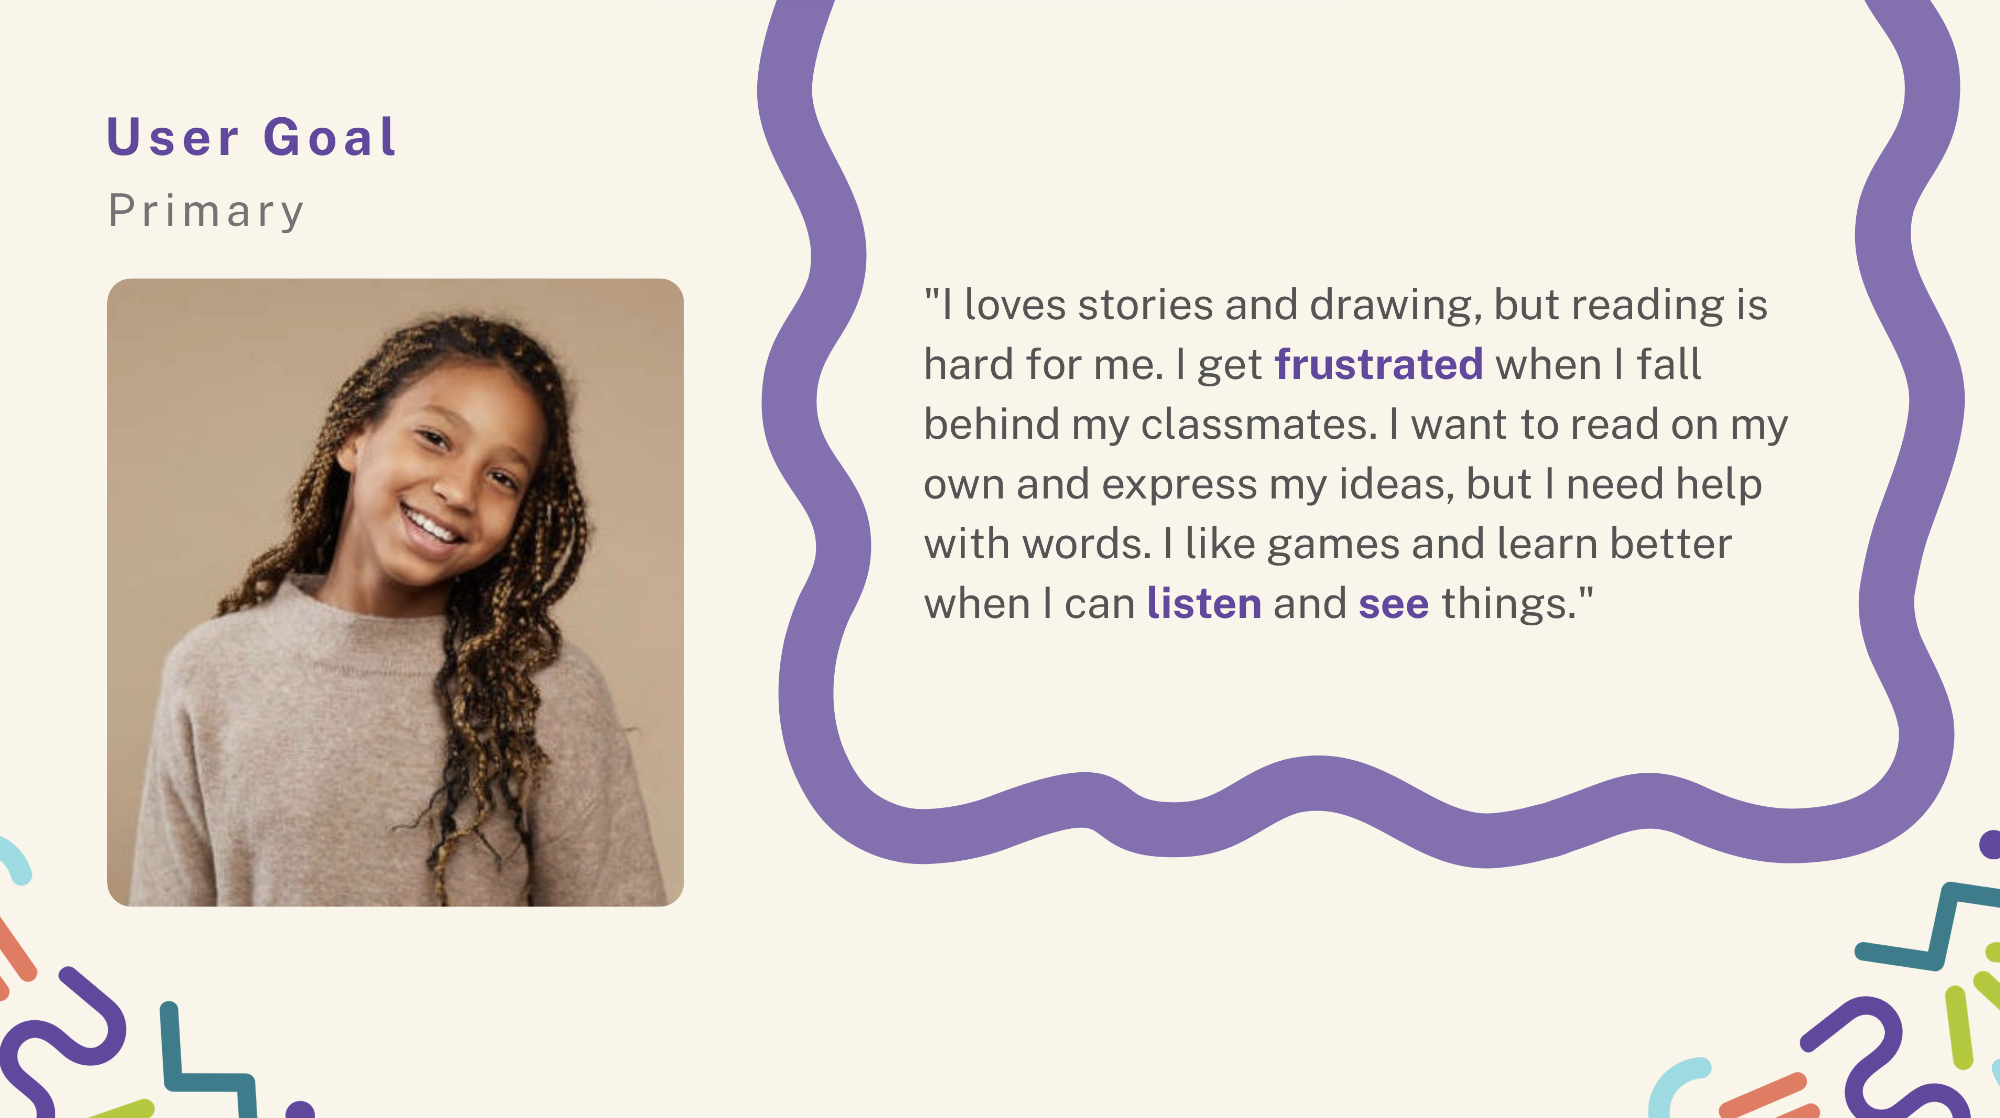 User Goal
Primary
"I loves stories and drawing, but reading is
hard for me. I get frustrated when I fall
behind my classmates. I want to read on my
own and express my ideas, but I need help
with words. I like games and learn better
when I can listen and see things."